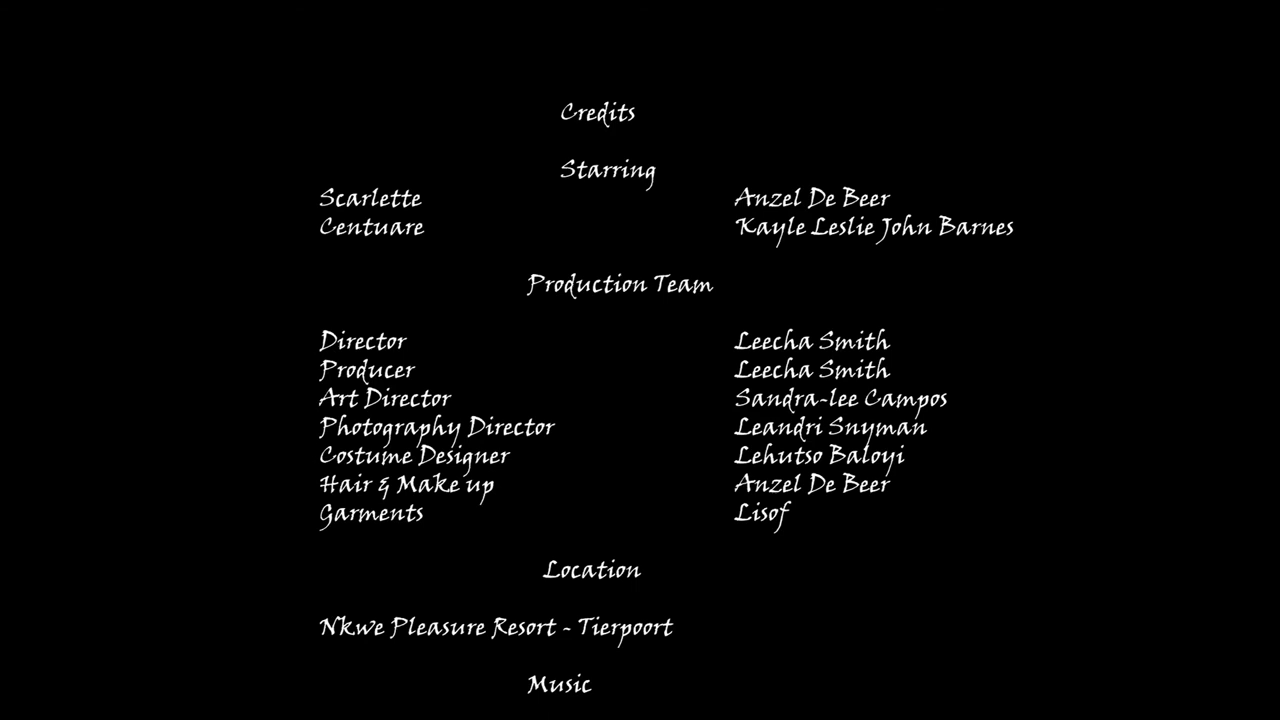 Credits
Starring
Scarlette Anzel De Beer
Centuare Kayle Leslie John Barnes
Production Team
Director Leecha Smith
Producer Leecha Smith
Art Director Sandra-lee Campos
Photography Director Leandri Snyman
Costume Designer Lehutso Baloyi
Hair & Make up Anzel De Beer
Garments Lisof
Location
Nkwe Pleasure Resort - Tierpoort
Music